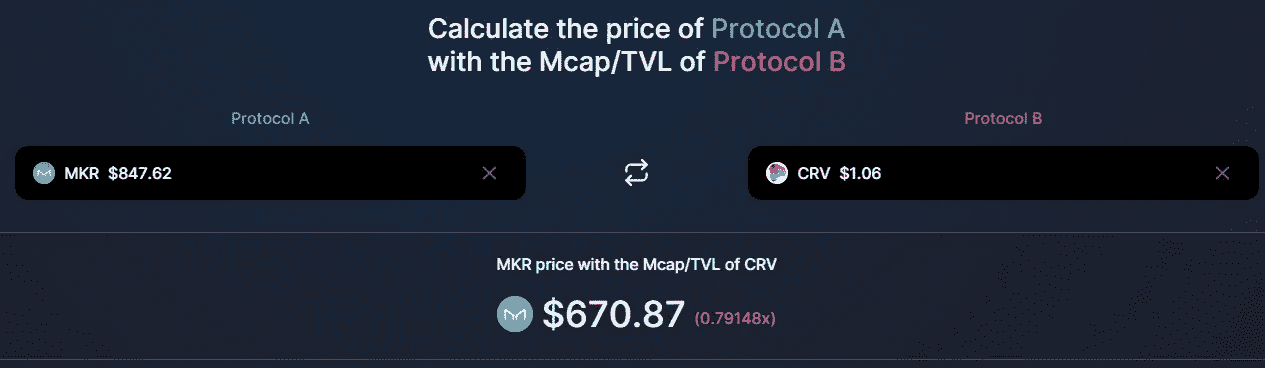 Calculate the price of Protocol A
with the Mcap/TVL of Protocol B
Protocol A
Protocol B
MKR $847.62
CRV $1.06
MKR price with the Mcap/TVL of CRV
$670.87 (0.79148x)